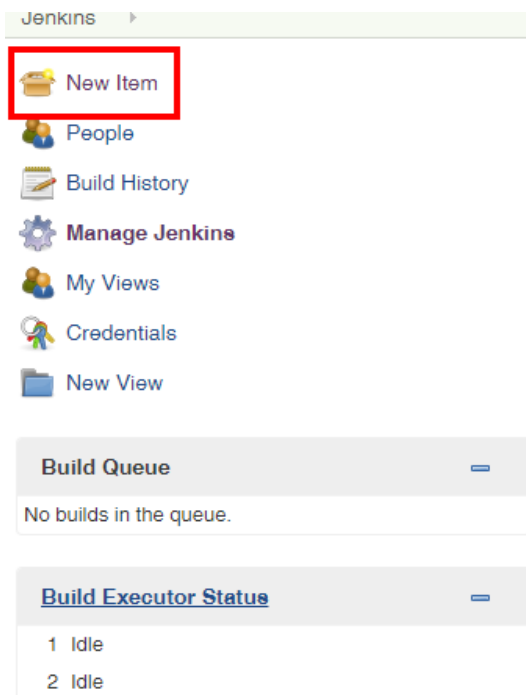 Jenkins
New Item
People
Build History
Manage Jenkins
My Views
Credentials
New View
Build Queue
No builds in the queue.
Build Executor Status
1 Idle
2 Idle